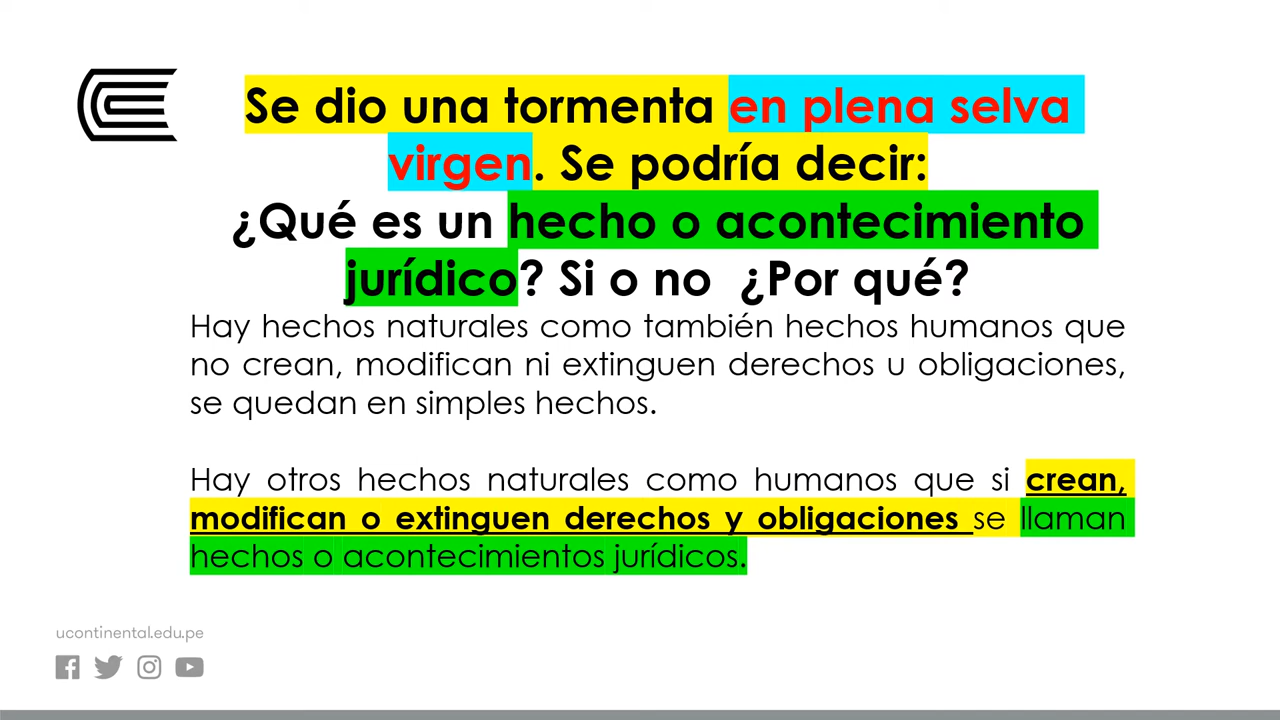 Se dio una tormenta en plena selva
virgen. Se podría decir:
¿Qué es un hecho o acontecimiento
jurídico? Si o no ¿Por qué?
Hay hechos naturales como también hechos humanos que
no crean, modifican ni extinguen derechos u obligaciones,
se quedan en simples hechos.
Hay otros hechos naturales como humanos que si crean,
modifican o extinguen derechos y obligaciones se llaman
hechos o acontecimientos jurídicos.
ucontinental.edu.pe